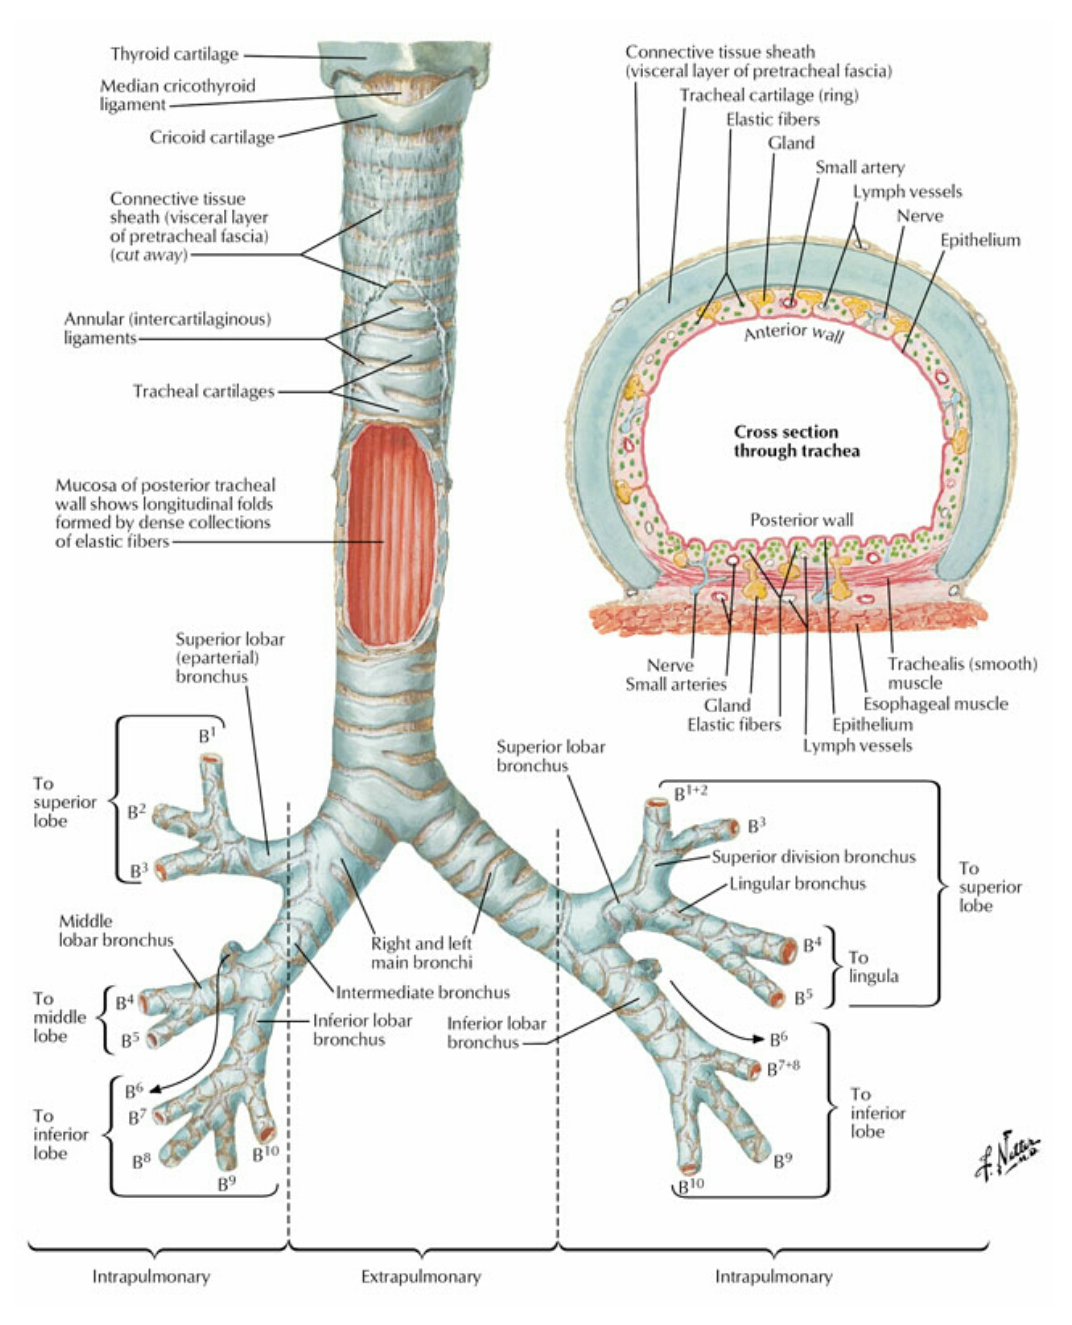 Thyroid cartilage
Median cricothyroid
ligament
Cricoid cartilage
Connective tissue
sheath (visceral layer
of pretracheal fascia)
(cut away)
Annular (intercartilaginous)
ligaments
Tracheal cartilages
Mucosa of posterior tracheal
wall shows longitudinal folds
formed by dense collections
of elastic fibers
Connective tissue sheath
(visceral layer of pretracheal fascia)
Tracheal cartilage (ring)
Elastic fibers
Gland
Small artery
Lymph vessels
Nerve
Epithelium
Anterior wall
Cross section
through trachea
Posterior wall
Nerve
Small arteries
Gland
Elastic fibers
Trachealis (smooth)
muscle
Esophageal muscle
Epithelium
Lymph vessels
Superior lobar
(eparterial)
bronchus
B1
To
superior
lobe
B2
B3
Middle
lobar bronchus
To
middle
lobe
B4
B5
To
inferior
lobe
B6
B7
B8
B9
B10
Right and left
main bronchi
Intermediate bronchus
Inferior lobar
bronchus
Inferior lobar
bronchus
Superior lobar
bronchus
B1+2
B3
Superior division bronchus
Lingular bronchus
To
superior
lobe
B4
To
lingula
B5
B6
B7+8
To
inferior
lobe
B9
B10
F. Netter
M.D.
Intrapulmonary
Extrapulmonary
Intrapulmonary